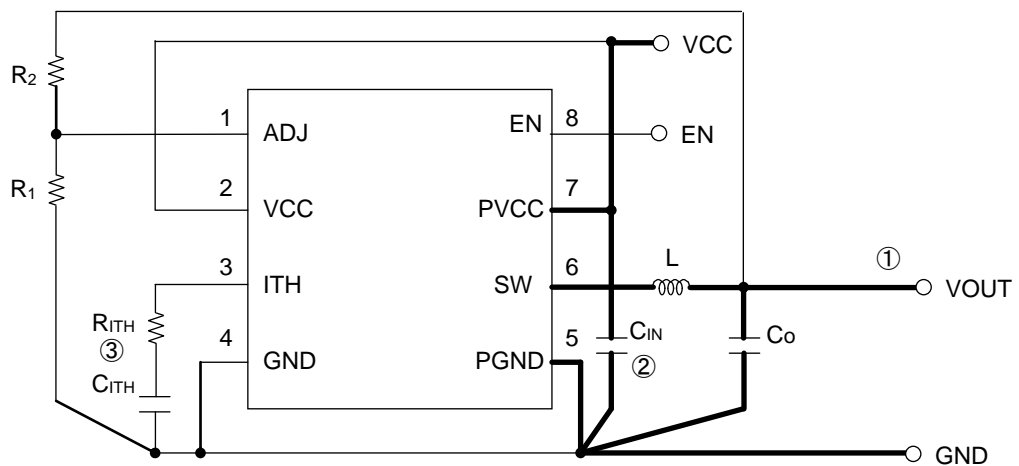 VCC
R2
1
ADJ
EN
8
EN
R1
2
VCC
7
PVCC
3
ITH
6
SW
L
①
VOUT
RITH
③
CITH
4
GND
5
PGND
CIN
②
Co
GND